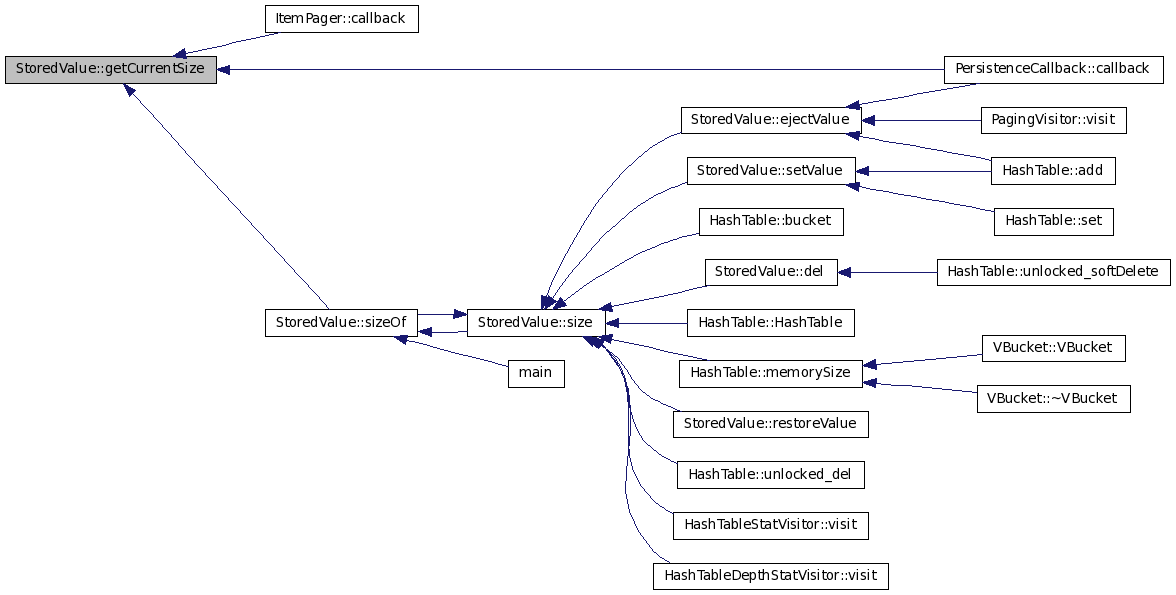 ItemPager::callback
StoredValue::getCurrentSize
PersistenceCallback::callback
StoredValue::ejectValue
PagingVisitor::visit
StoredValue::setValue
HashTable::add
HashTable::bucket
HashTable::set
StoredValue::del
HashTable::unlocked_softDelete
StoredValue::sizeOf
StoredValue::size
HashTable::HashTable
VBucket::VBucket
main
HashTable::memorySize
VBucket::~VBucket
StoredValue::restoreValue
HashTable::unlocked_del
HashTableStatVisitor::visit
HashTableDepthStatVisitor::visit